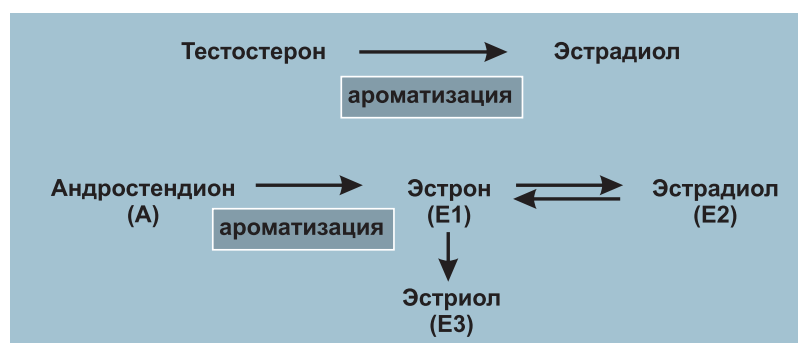 Тестостерон Эстрадиол
ароматизация
Андростендион Эстрон Эстрадиол
(А) (Е1) (Е2)
ароматизация
Эстриол
(Е3)